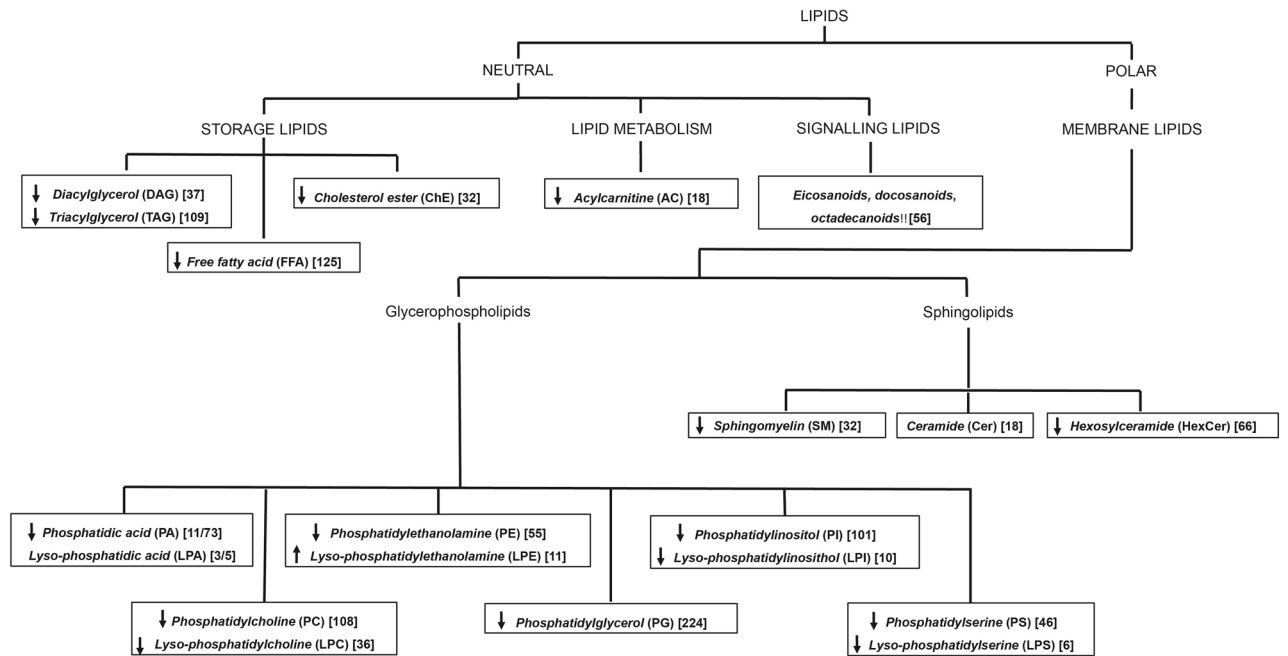 LIPIDS
NEUTRAL
POLAR
STORAGE LIPIDS
LIPID METABOLISM
SIGNALLING LIPIDS
MEMBRANE LIPIDS
↓ Diacylglycerol (DAG) [37]
↓ Triacylglycerol (TAG) [109]
↓ Cholesterol ester (ChE) [32]
↓ Acylcarnitine (AC) [18]
Eicosanoids, docosanoids,
octadecanoids!! [56]
↓ Free fatty acid (FFA) [125]
Glycerophospholipids
Sphingolipids
↓ Sphingomyelin (SM) [32]
Ceramide (Cer) [18]
↓ Hexosylceramide (HexCer) [66]
↓ Phosphatidic acid (PA) [11/73]
Lyso-phosphatidic acid (LPA) [3/5]
↓ Phosphatidylethanolamine (PE) [55]
↑ Lyso-phosphatidylethanolamine (LPE) [11]
↓ Phosphatidylinositol (PI) [101]
↓ Lyso-phosphatidylinosithol (LPI) [10]
↓ Phosphatidylcholine (PC) [108]
↓ Lyso-phosphatidylcholine (LPC) [36]
↓ Phosphatidylglycerol (PG) [224]
↓ Phosphatidylserine (PS) [46]
↓ Lyso-phosphatidylserine (LPS) [6]